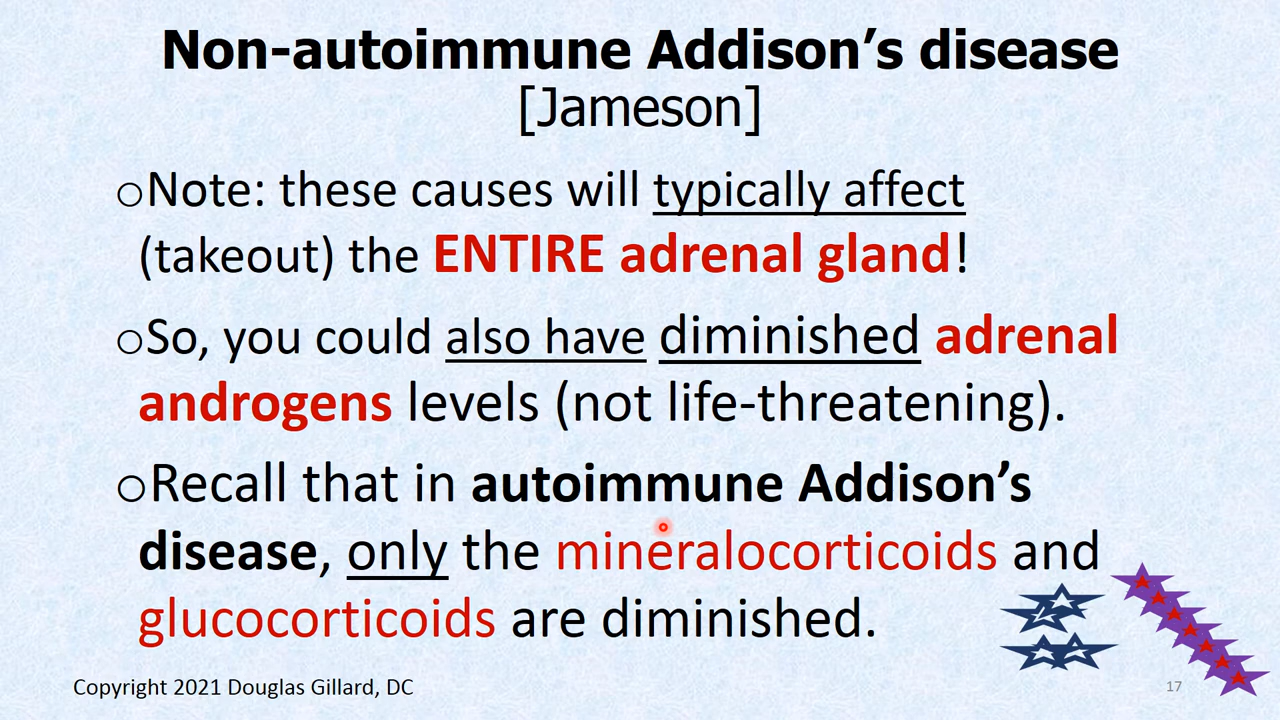 Non-autoimmune Addison’s disease
[Jameson]
oNote: these causes will typically affect
(takeout) the ENTIRE adrenal gland!
oSo, you could also have diminished adrenal
androgens levels (not life-threatening).
oRecall that in autoimmune Addison’s
disease, only the mineralocorticoids and
glucocorticoids are diminished.
Copyright 2021 Douglas Gillard, DC
17